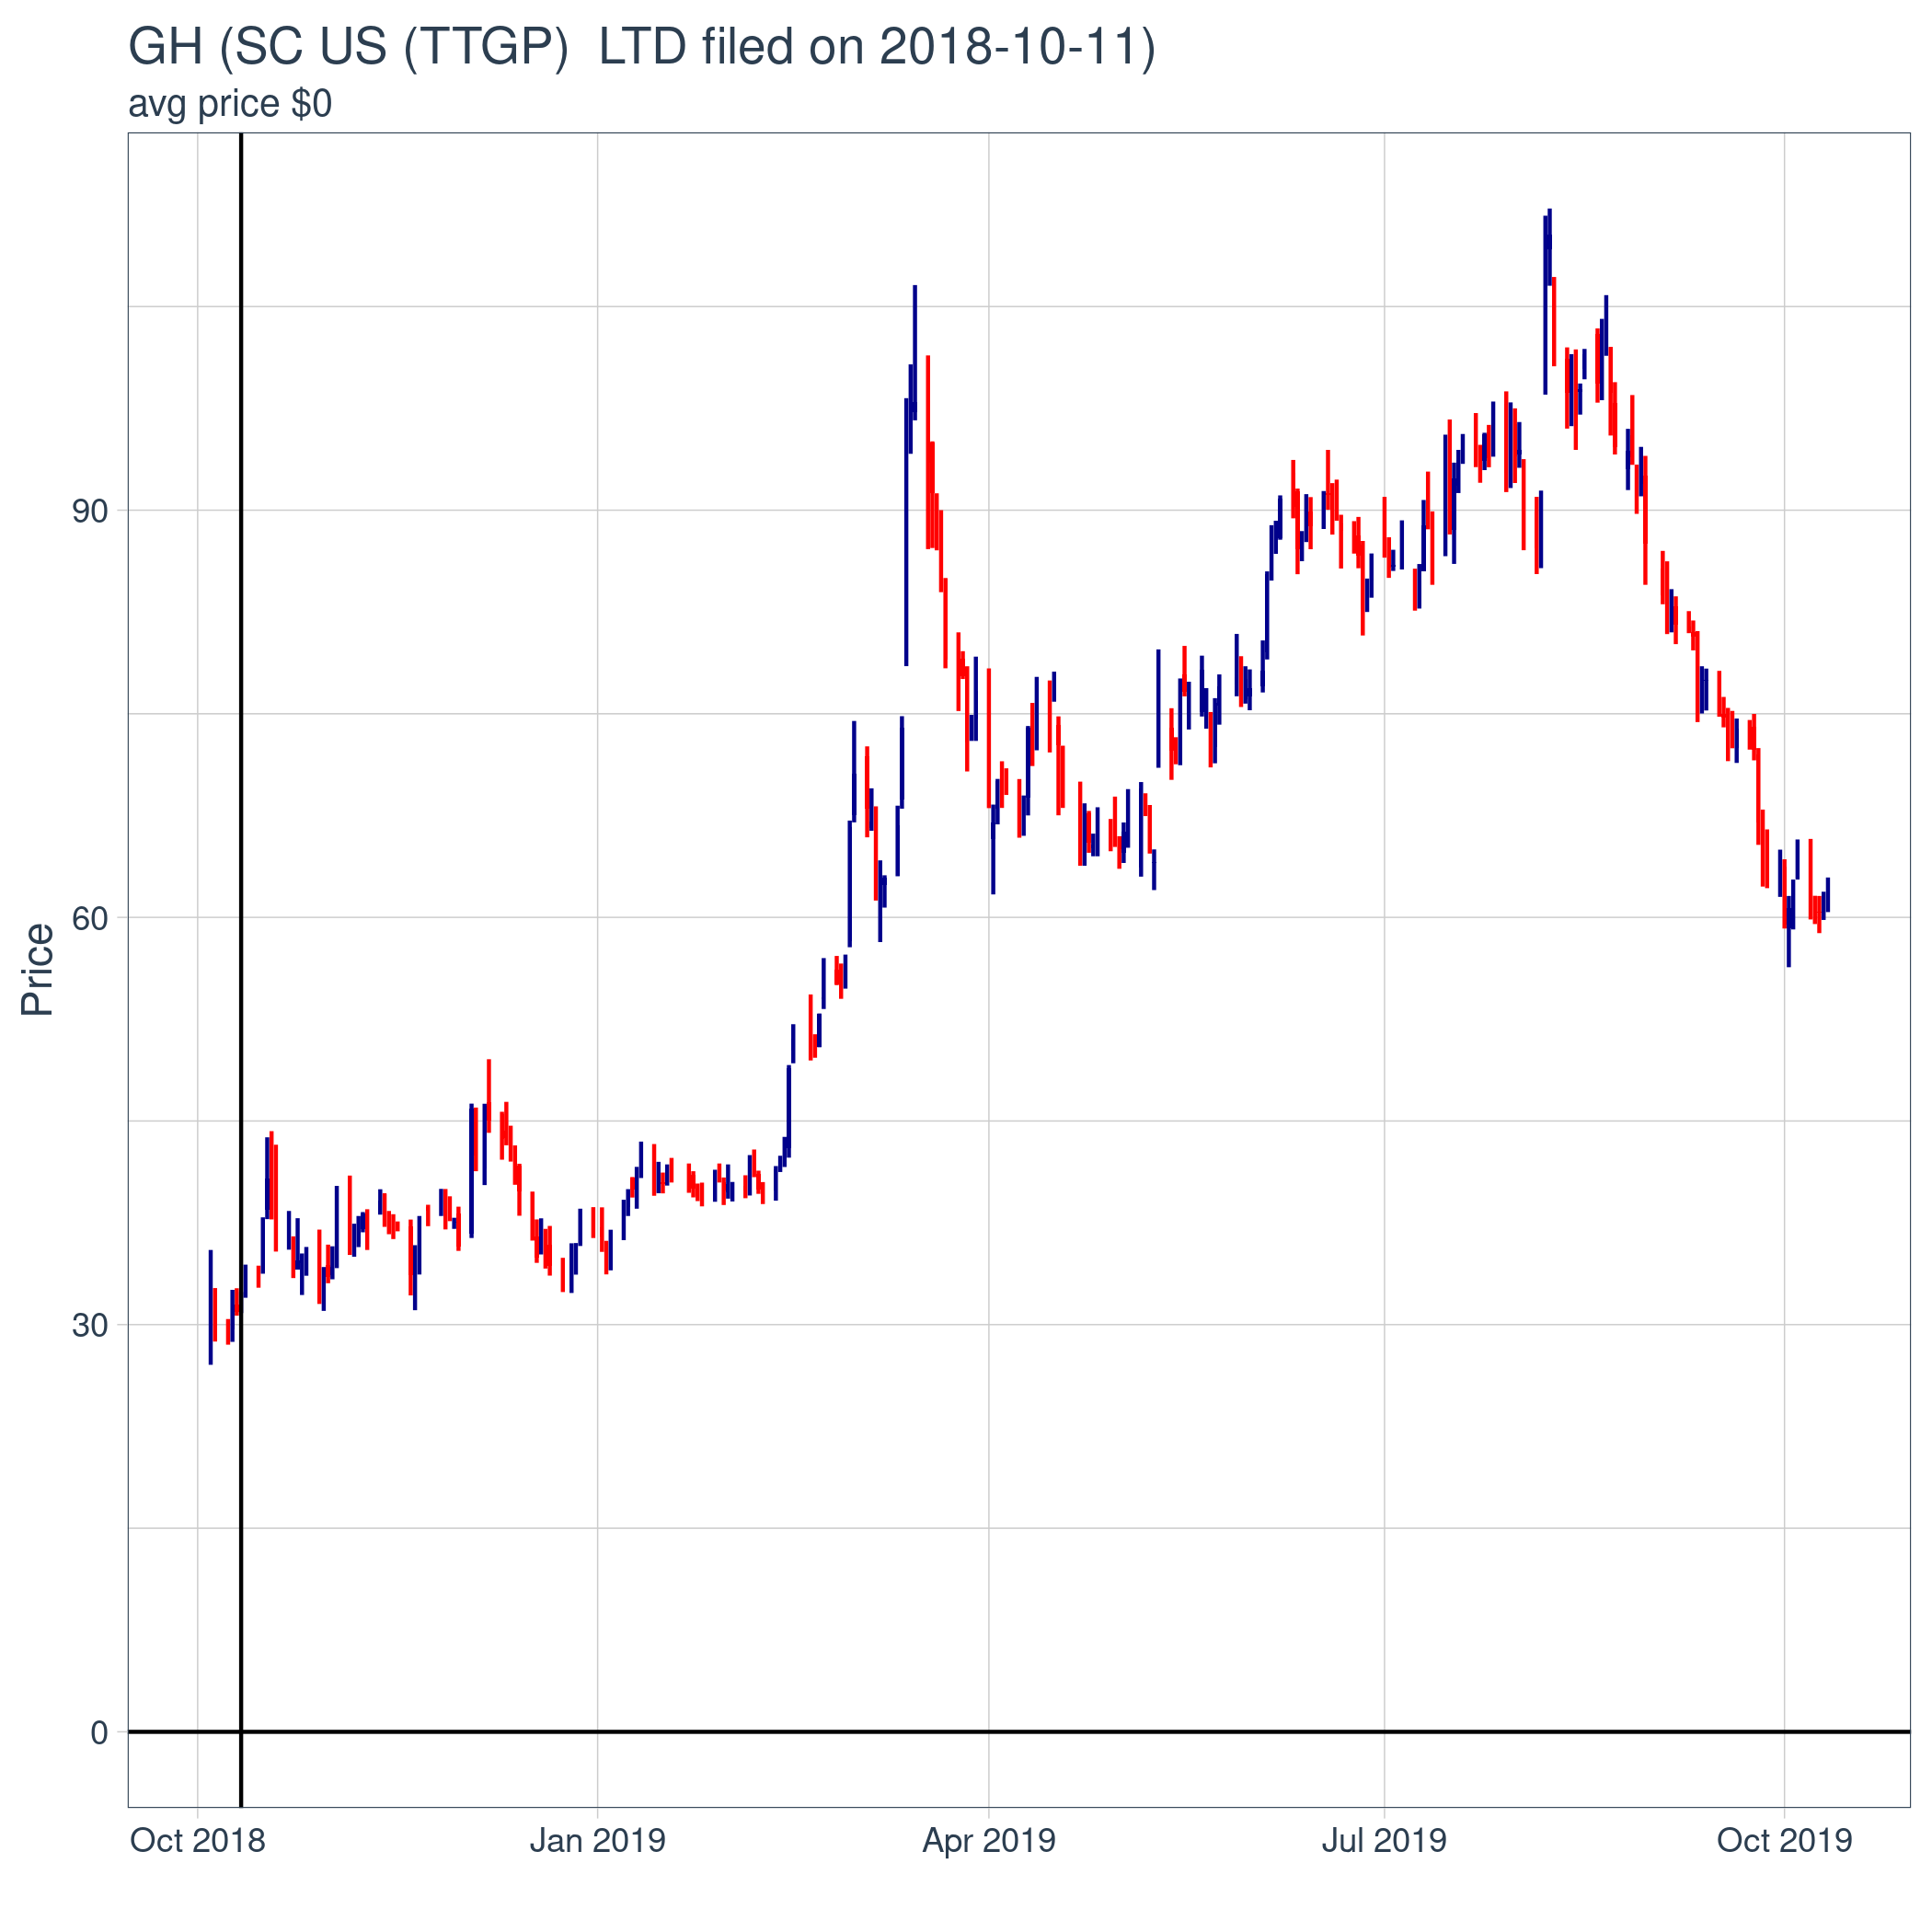 GH (SC US (TTGP)  LTD filed on 2018-10-11)
avg price $0
Price
90
60
30
0
Oct 2018 Jan 2019 Apr 2019 Jul 2019 Oct 2019